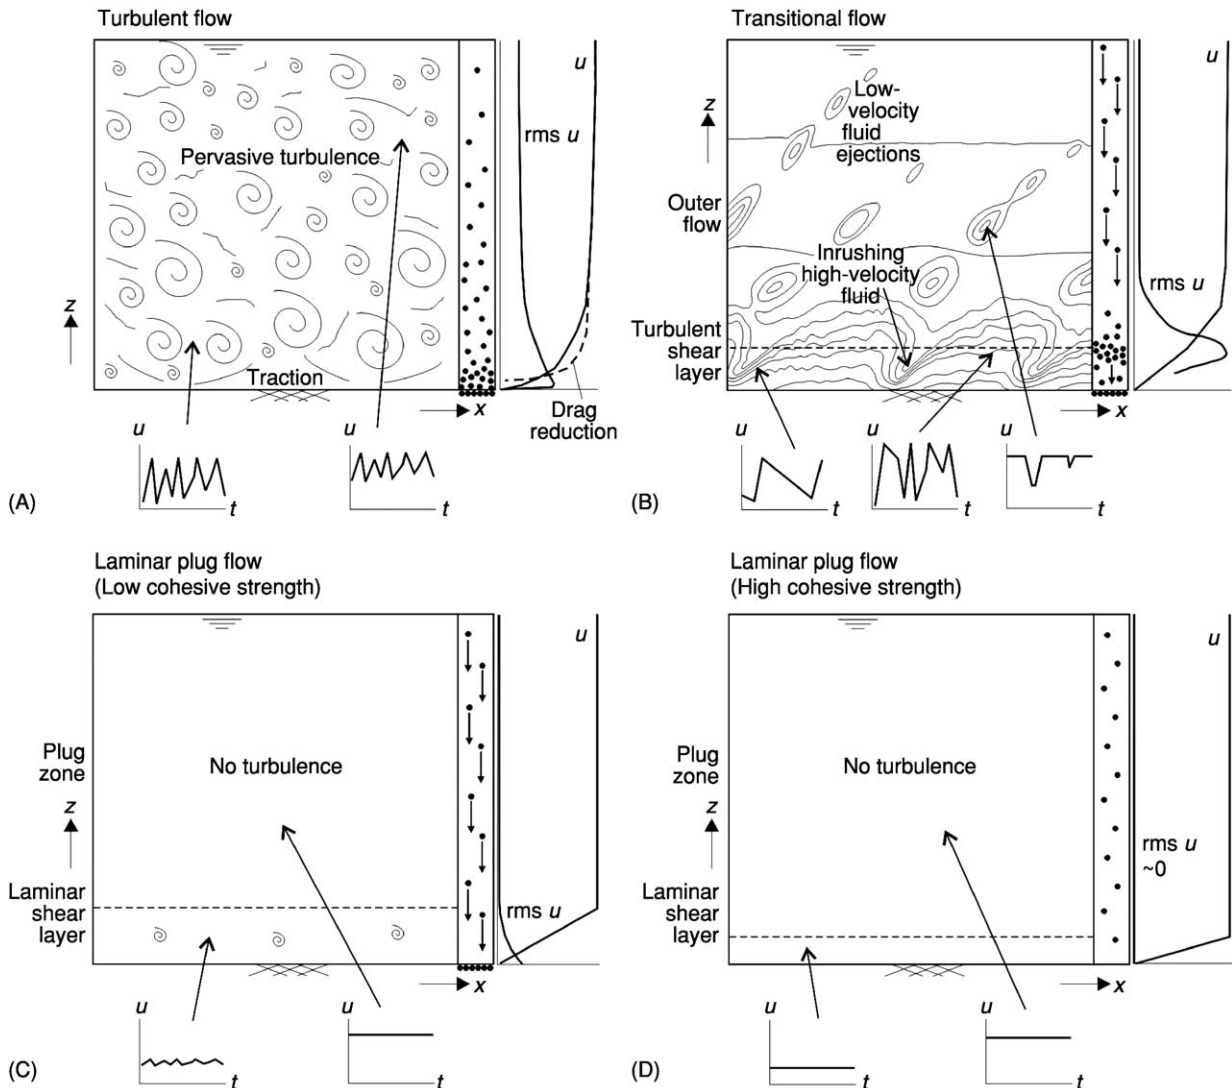 Turbulent flow
u
rms u
Pervasive turbulence
z
Traction
x
Drag
reduction
u
t
u
t
(A)
Transitional flow
u
z
Low-
velocity
fluid
ejections
Outer
flow
Inrushing
high-velocity
fluid
rms u
Turbulent
shear
layer
x
u
t
u
t
u
t
(B)
Laminar plug flow
(Low cohesive strength)
u
Plug
zone
No turbulence
z
Laminar
shear
layer
rms u
x
u
t
u
t
(C)
Laminar plug flow
(High cohesive strength)
u
Plug
zone
No turbulence
z
rms u
~0
Laminar
shear
layer
x
u
t
u
t
(D)